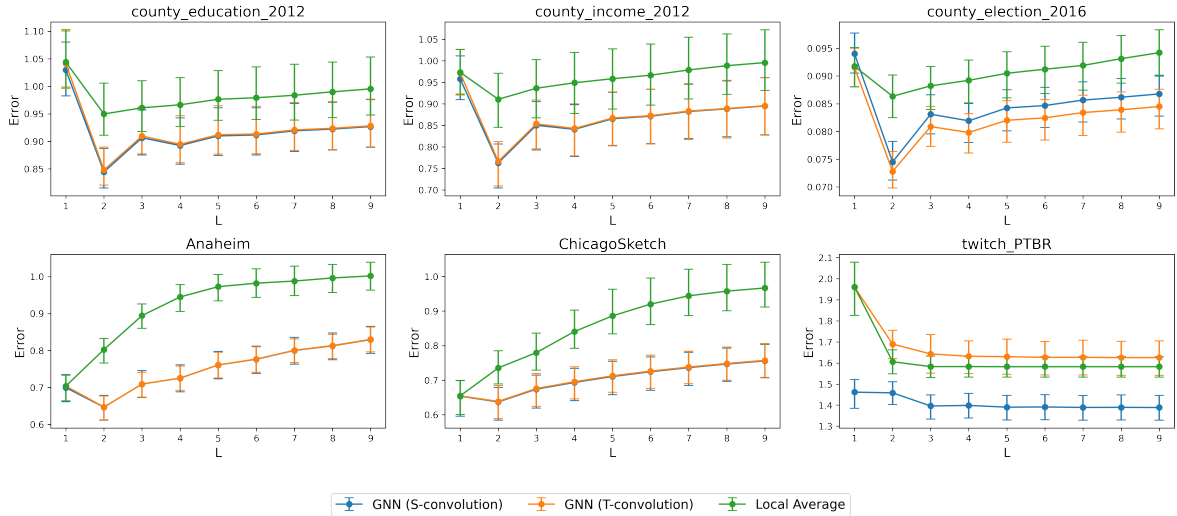 county_education_2012
1.10
1.05
1.00
0.95
0.90
0.85
Error
1 2 3 4 5 6 7 8 9
L
county_income_2012
1.05
1.00
0.95
0.90
0.85
0.80
0.75
0.70
Error
1 2 3 4 5 6 7 8 9
L
county_election_2016
0.095
0.090
0.085
0.080
0.075
0.070
Error
1 2 3 4 5 6 7 8 9
L
Anaheim
1.0
0.9
0.8
0.7
0.6
Error
1 2 3 4 5 6 7 8 9
L
ChicagoSketch
1.0
0.9
0.8
0.7
0.6
Error
1 2 3 4 5 6 7 8 9
L
twitch_PTBR
2.1
2.0
1.9
1.8
1.7
1.6
1.5
1.4
1.3
Error
1 2 3 4 5 6 7 8 9
L
GNN (S-convolution) GNN (T-convolution) Local Average